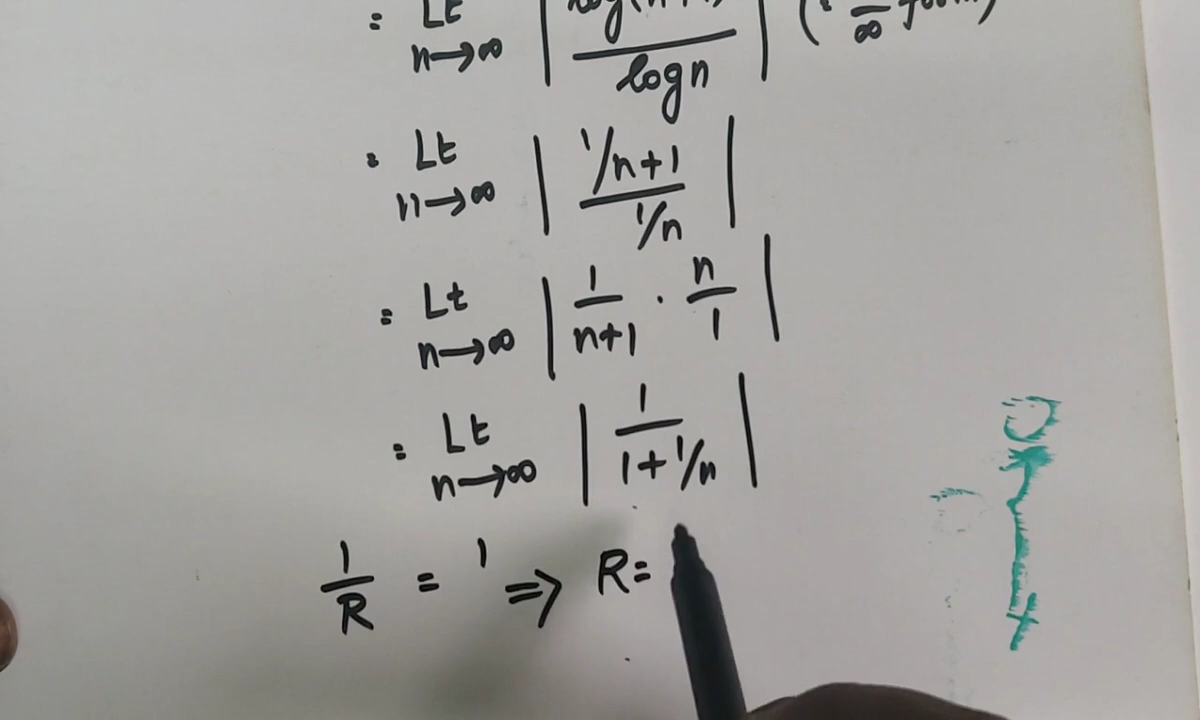 : Lt n→∞ | log(n+1) / log n | ( ∞ form)
: Lt n→∞ | 1/n+1 / 1/n |
: Lt n→∞ | 1/n+1 · n/1 |
: Lt n→∞ | 1 / 1+1/n |
1/R = 1 ⇒ R=